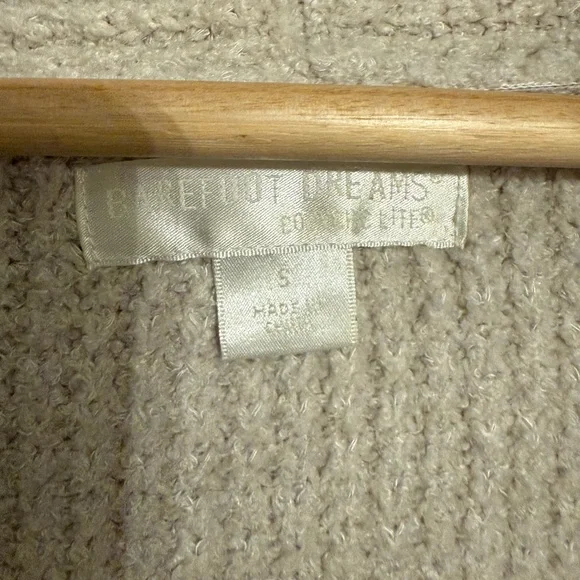 BAREFOOT DREAMS®
COZYCHIC LITE®
S
MADE IN
CHINA